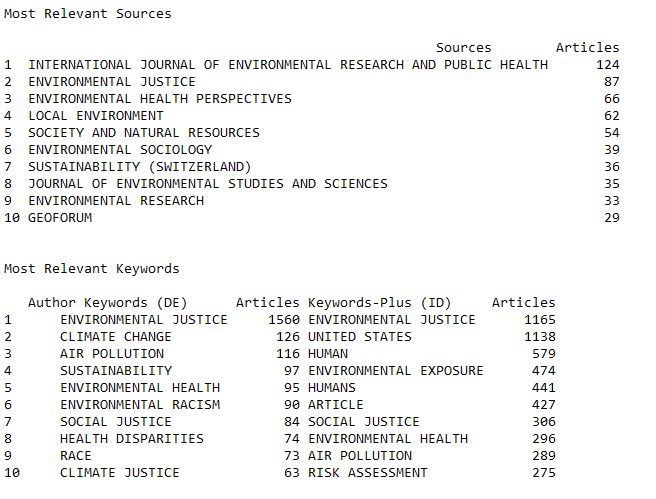 Most Relevant Sources
Sources Articles
1 INTERNATIONAL JOURNAL OF ENVIRONMENTAL RESEARCH AND PUBLIC HEALTH 124
2 ENVIRONMENTAL JUSTICE 87
3 ENVIRONMENTAL HEALTH PERSPECTIVES 66
4 LOCAL ENVIRONMENT 62
5 SOCIETY AND NATURAL RESOURCES 54
6 ENVIRONMENTAL SOCIOLOGY 39
7 SUSTAINABILITY (SWITZERLAND) 36
8 JOURNAL OF ENVIRONMENTAL STUDIES AND SCIENCES 35
9 ENVIRONMENTAL RESEARCH 33
10 GEOFORUM 29
Most Relevant Keywords
Author Keywords (DE) Articles Keywords-Plus (ID) Articles
1 ENVIRONMENTAL JUSTICE 1560 ENVIRONMENTAL JUSTICE 1165
2 CLIMATE CHANGE 126 UNITED STATES 1138
3 AIR POLLUTION 116 HUMAN 579
4 SUSTAINABILITY 97 ENVIRONMENTAL EXPOSURE 474
5 ENVIRONMENTAL HEALTH 95 HUMANS 441
6 ENVIRONMENTAL RACISM 90 ARTICLE 427
7 SOCIAL JUSTICE 84 SOCIAL JUSTICE 306
8 HEALTH DISPARITIES 74 ENVIRONMENTAL HEALTH 296
9 RACE 73 AIR POLLUTION 289
10 CLIMATE JUSTICE 63 RISK ASSESSMENT 275